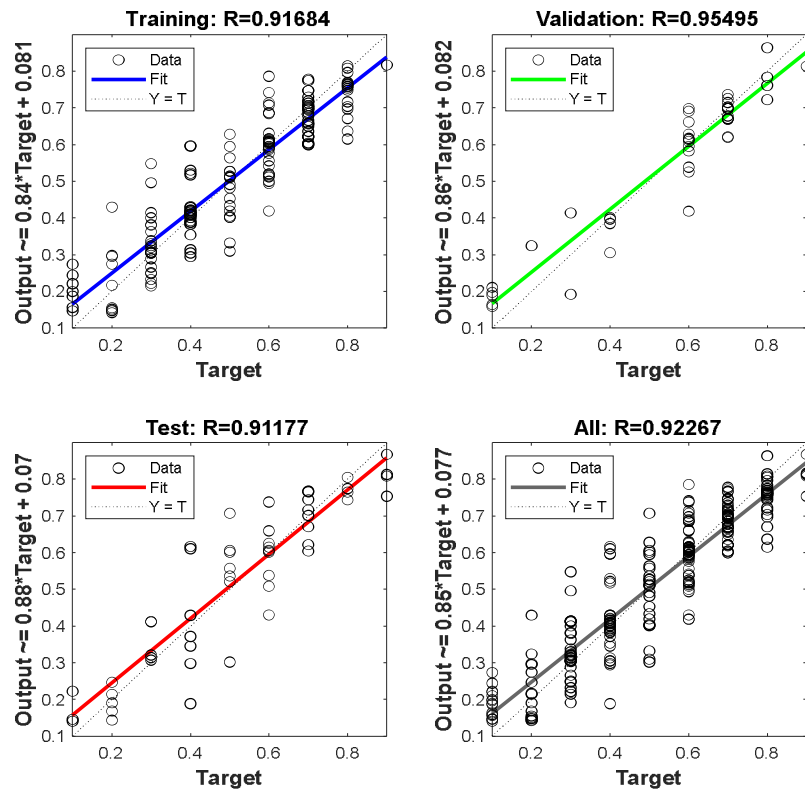 Training: R=0.91684
Data
Fit
Y = T
Output ~= 0.84*Target + 0.081
0.8
0.7
0.6
0.5
0.4
0.3
0.2
0.1
0.2 0.4 0.6 0.8
Target
Validation: R=0.95495
Data
Fit
Y = T
Output ~= 0.86*Target + 0.082
0.8
0.7
0.6
0.5
0.4
0.3
0.2
0.1
0.2 0.4 0.6 0.8
Target
Test: R=0.91177
Data
Fit
Y = T
Output ~= 0.88*Target + 0.07
0.8
0.7
0.6
0.5
0.4
0.3
0.2
0.1
0.2 0.4 0.6 0.8
Target
All: R=0.92267
Data
Fit
Y = T
Output ~= 0.85*Target + 0.077
0.8
0.7
0.6
0.5
0.4
0.3
0.2
0.1
0.2 0.4 0.6 0.8
Target